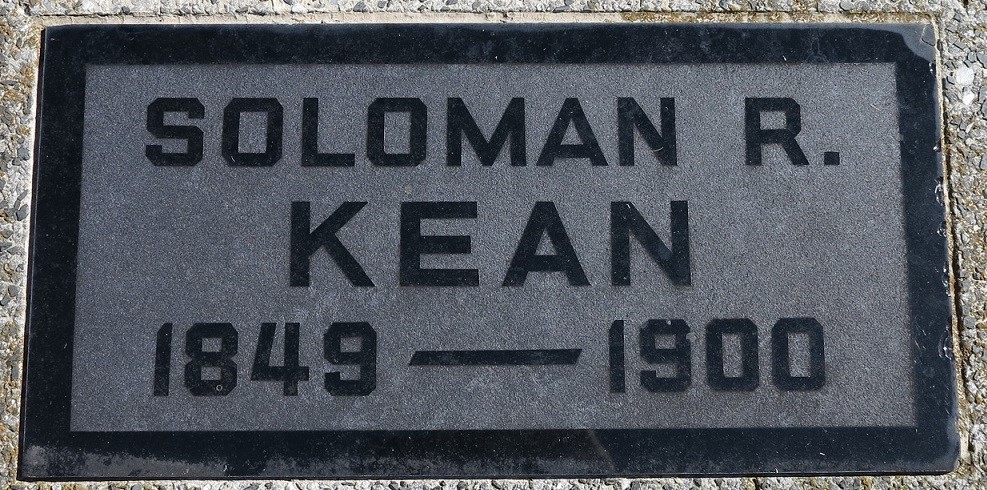 SOLOMAN R.
KEAN
1849 — 1900